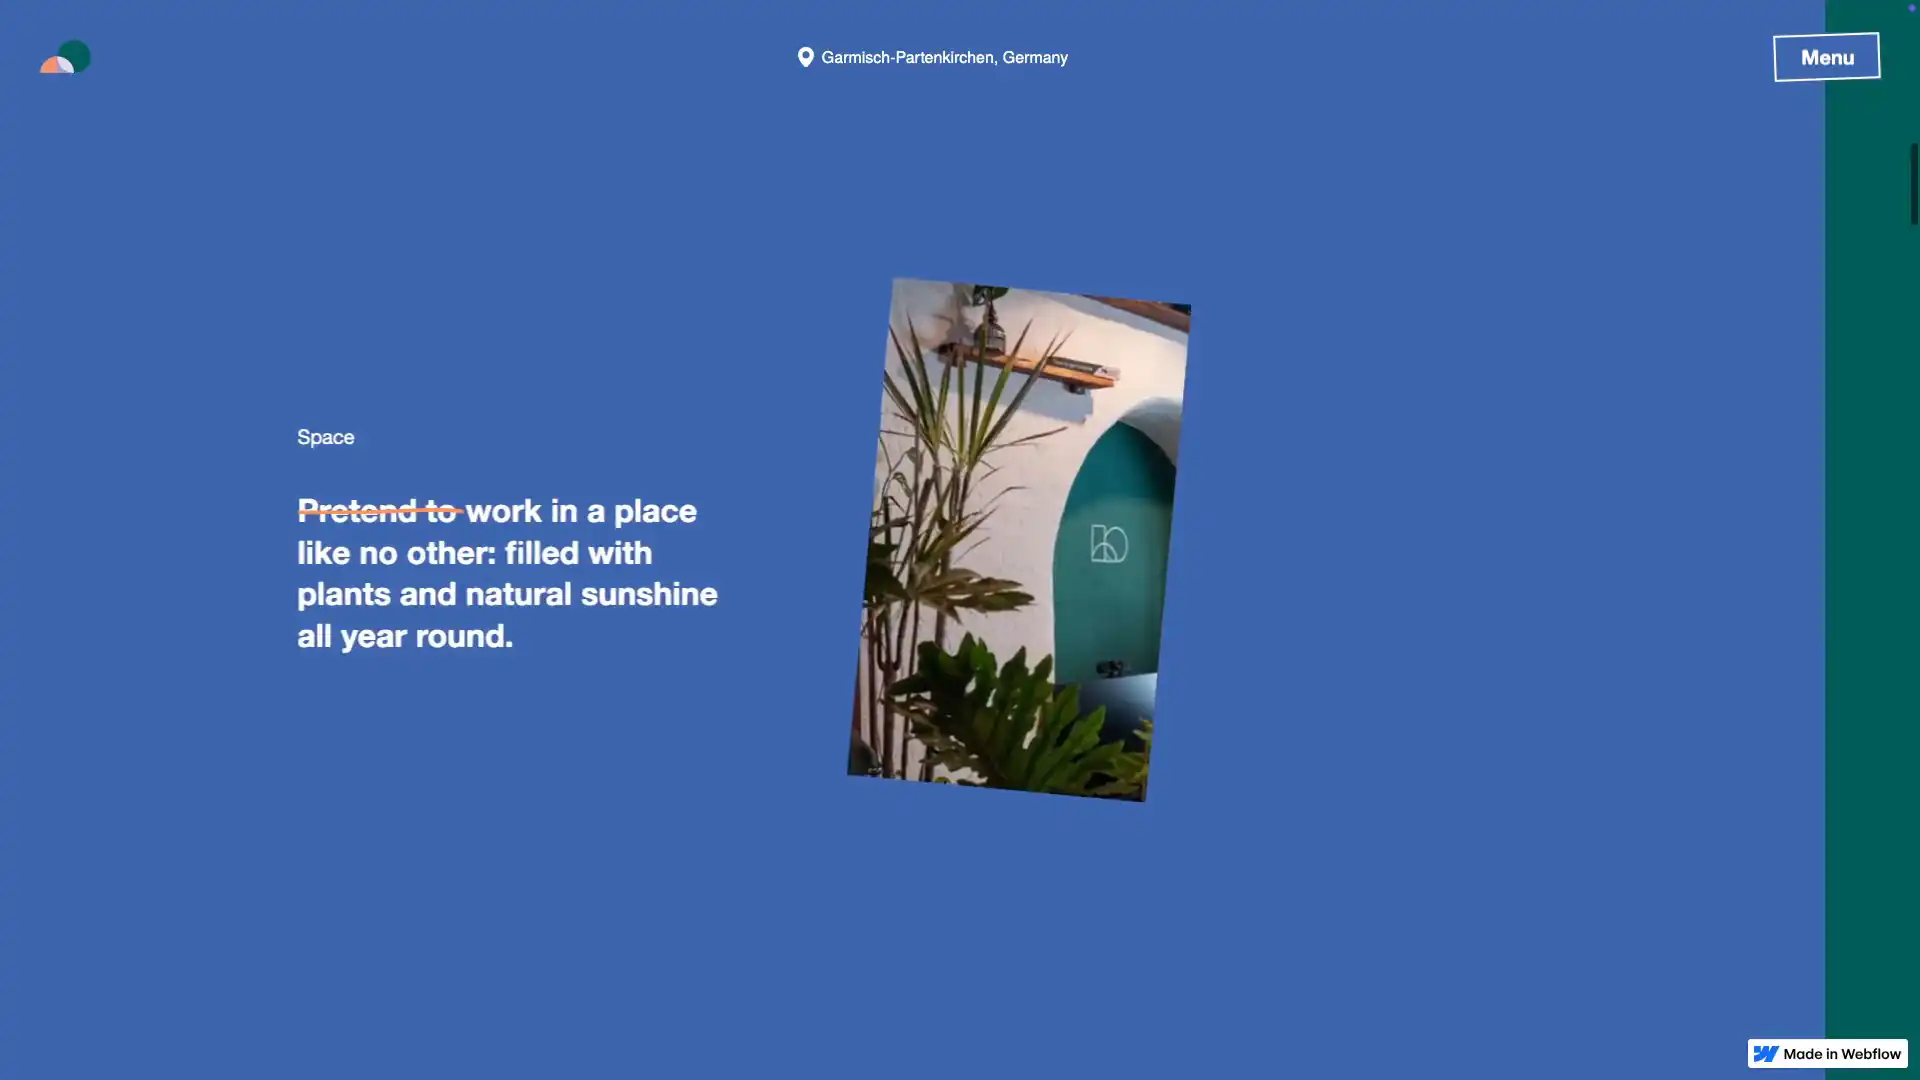 Garmisch-Partenkirchen, Germany
Menu
Space
Pretend to work in a place
like no other: filled with
plants and natural sunshine
all year round.
Made in Webflow